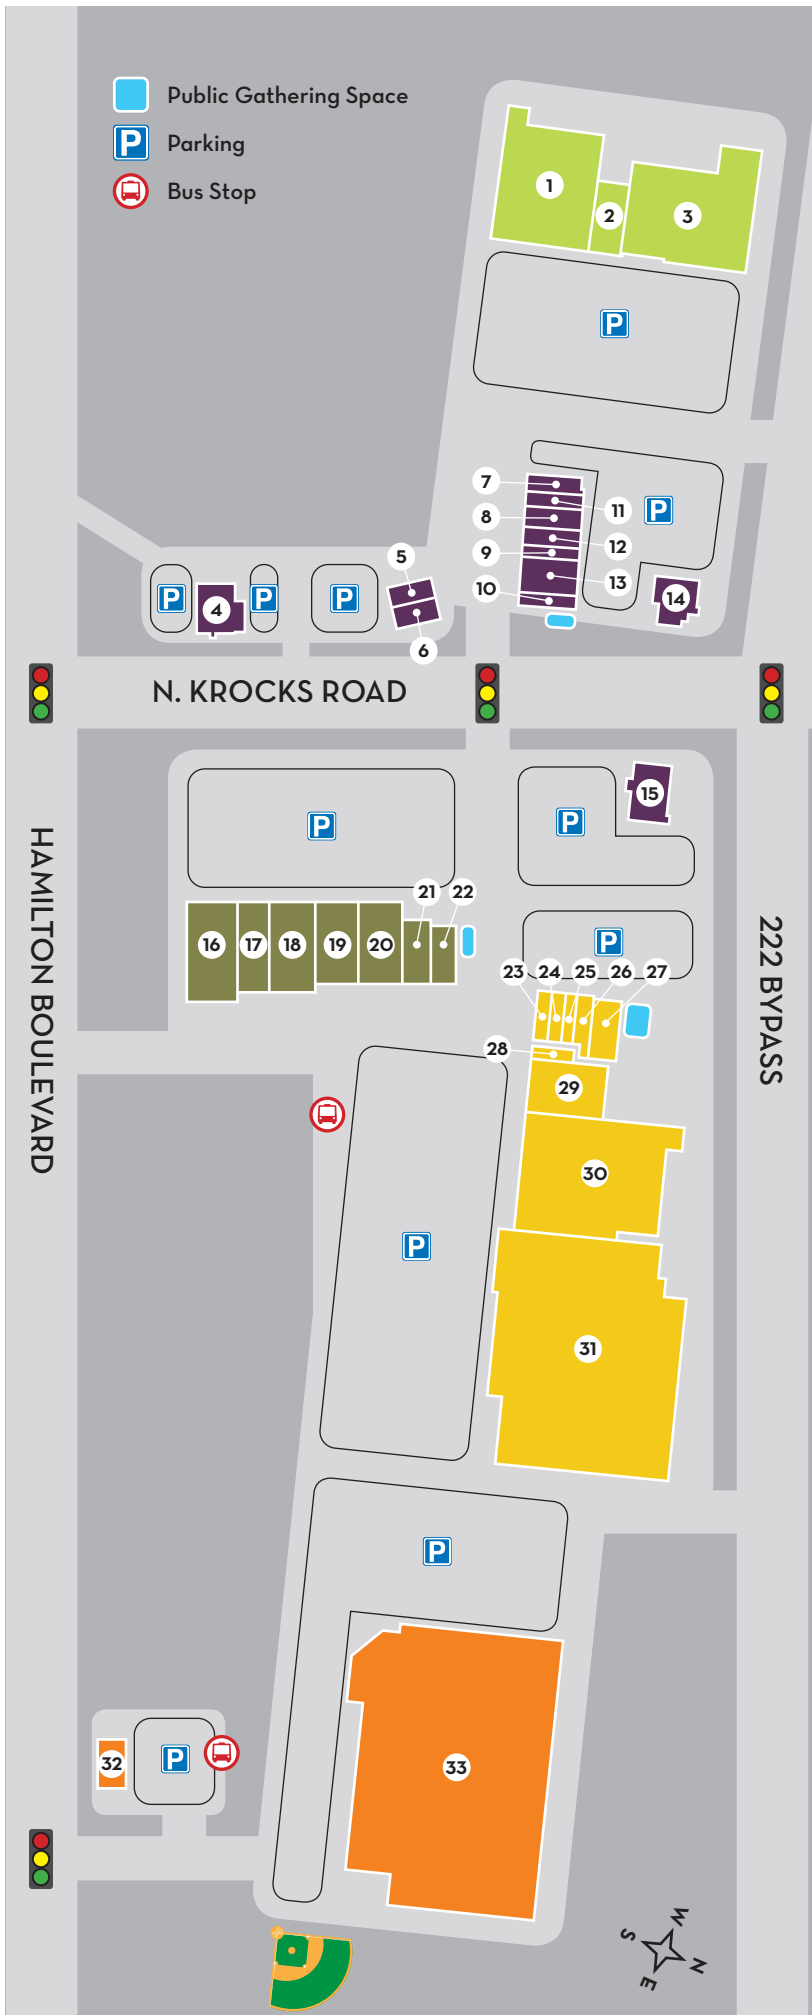 Public Gathering Space
P
Parking
Bus Stop
1
2
3
P
7
11
8
P
12
5
9
13
10
P
4
P
P
14
6
N. KROCKS ROAD
15
P
P
HAMILTON BOULEVARD
21
22
16
17
18
19
20
P
222 BYPASS
23
24
25
26
27
28
29
30
P
31
P
32
P
33
W
S
N
E